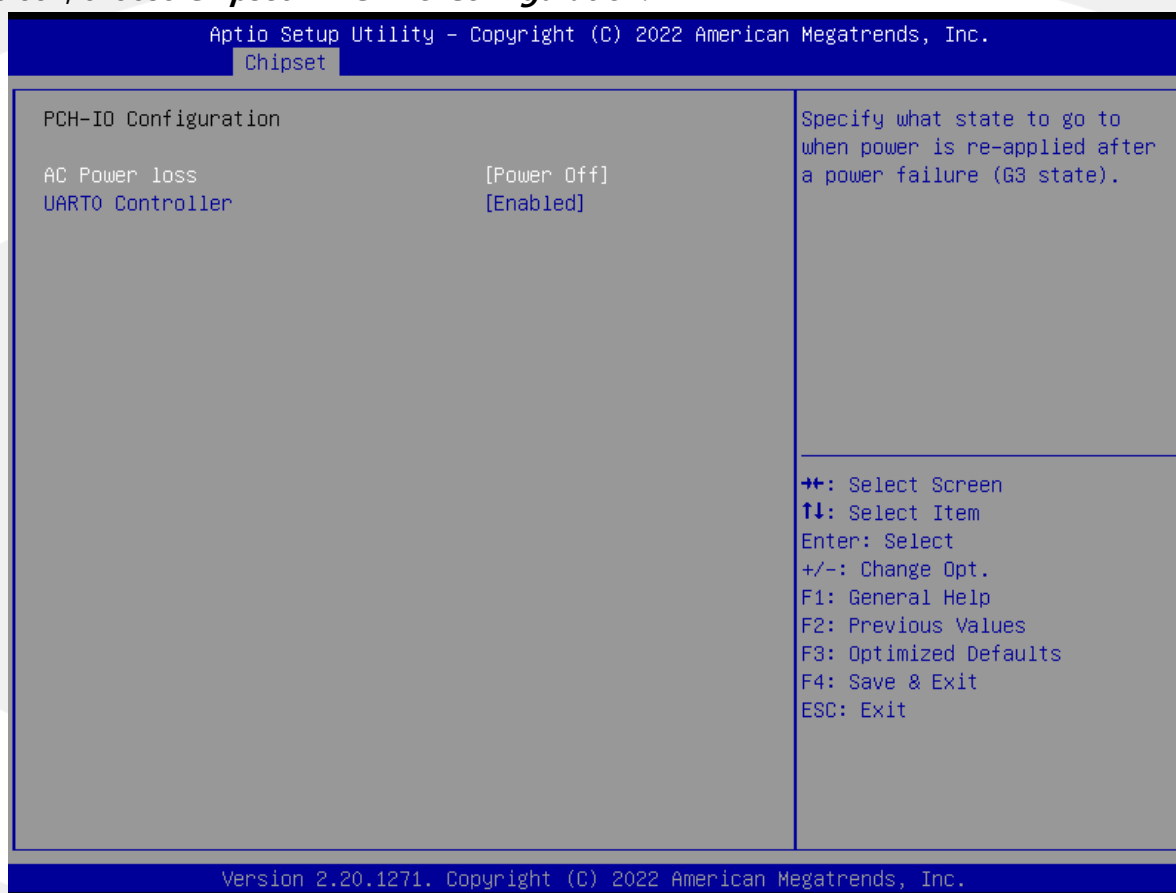 Aptio Setup Utility – Copyright (C) 2022 American Megatrends, Inc.
Chipset
PCH-IO Configuration
AC Power loss [Power Off]
UART0 Controller [Enabled]
Specify what state to go to
when power is re-applied after
a power failure (G3 state).
→←: Select Screen
↑↓: Select Item
Enter: Select
+/-: Change Opt.
F1: General Help
F2: Previous Values
F3: Optimized Defaults
F4: Save & Exit
ESC: Exit
Version 2.20.1271. Copyright (C) 2022 American Megatrends, Inc.